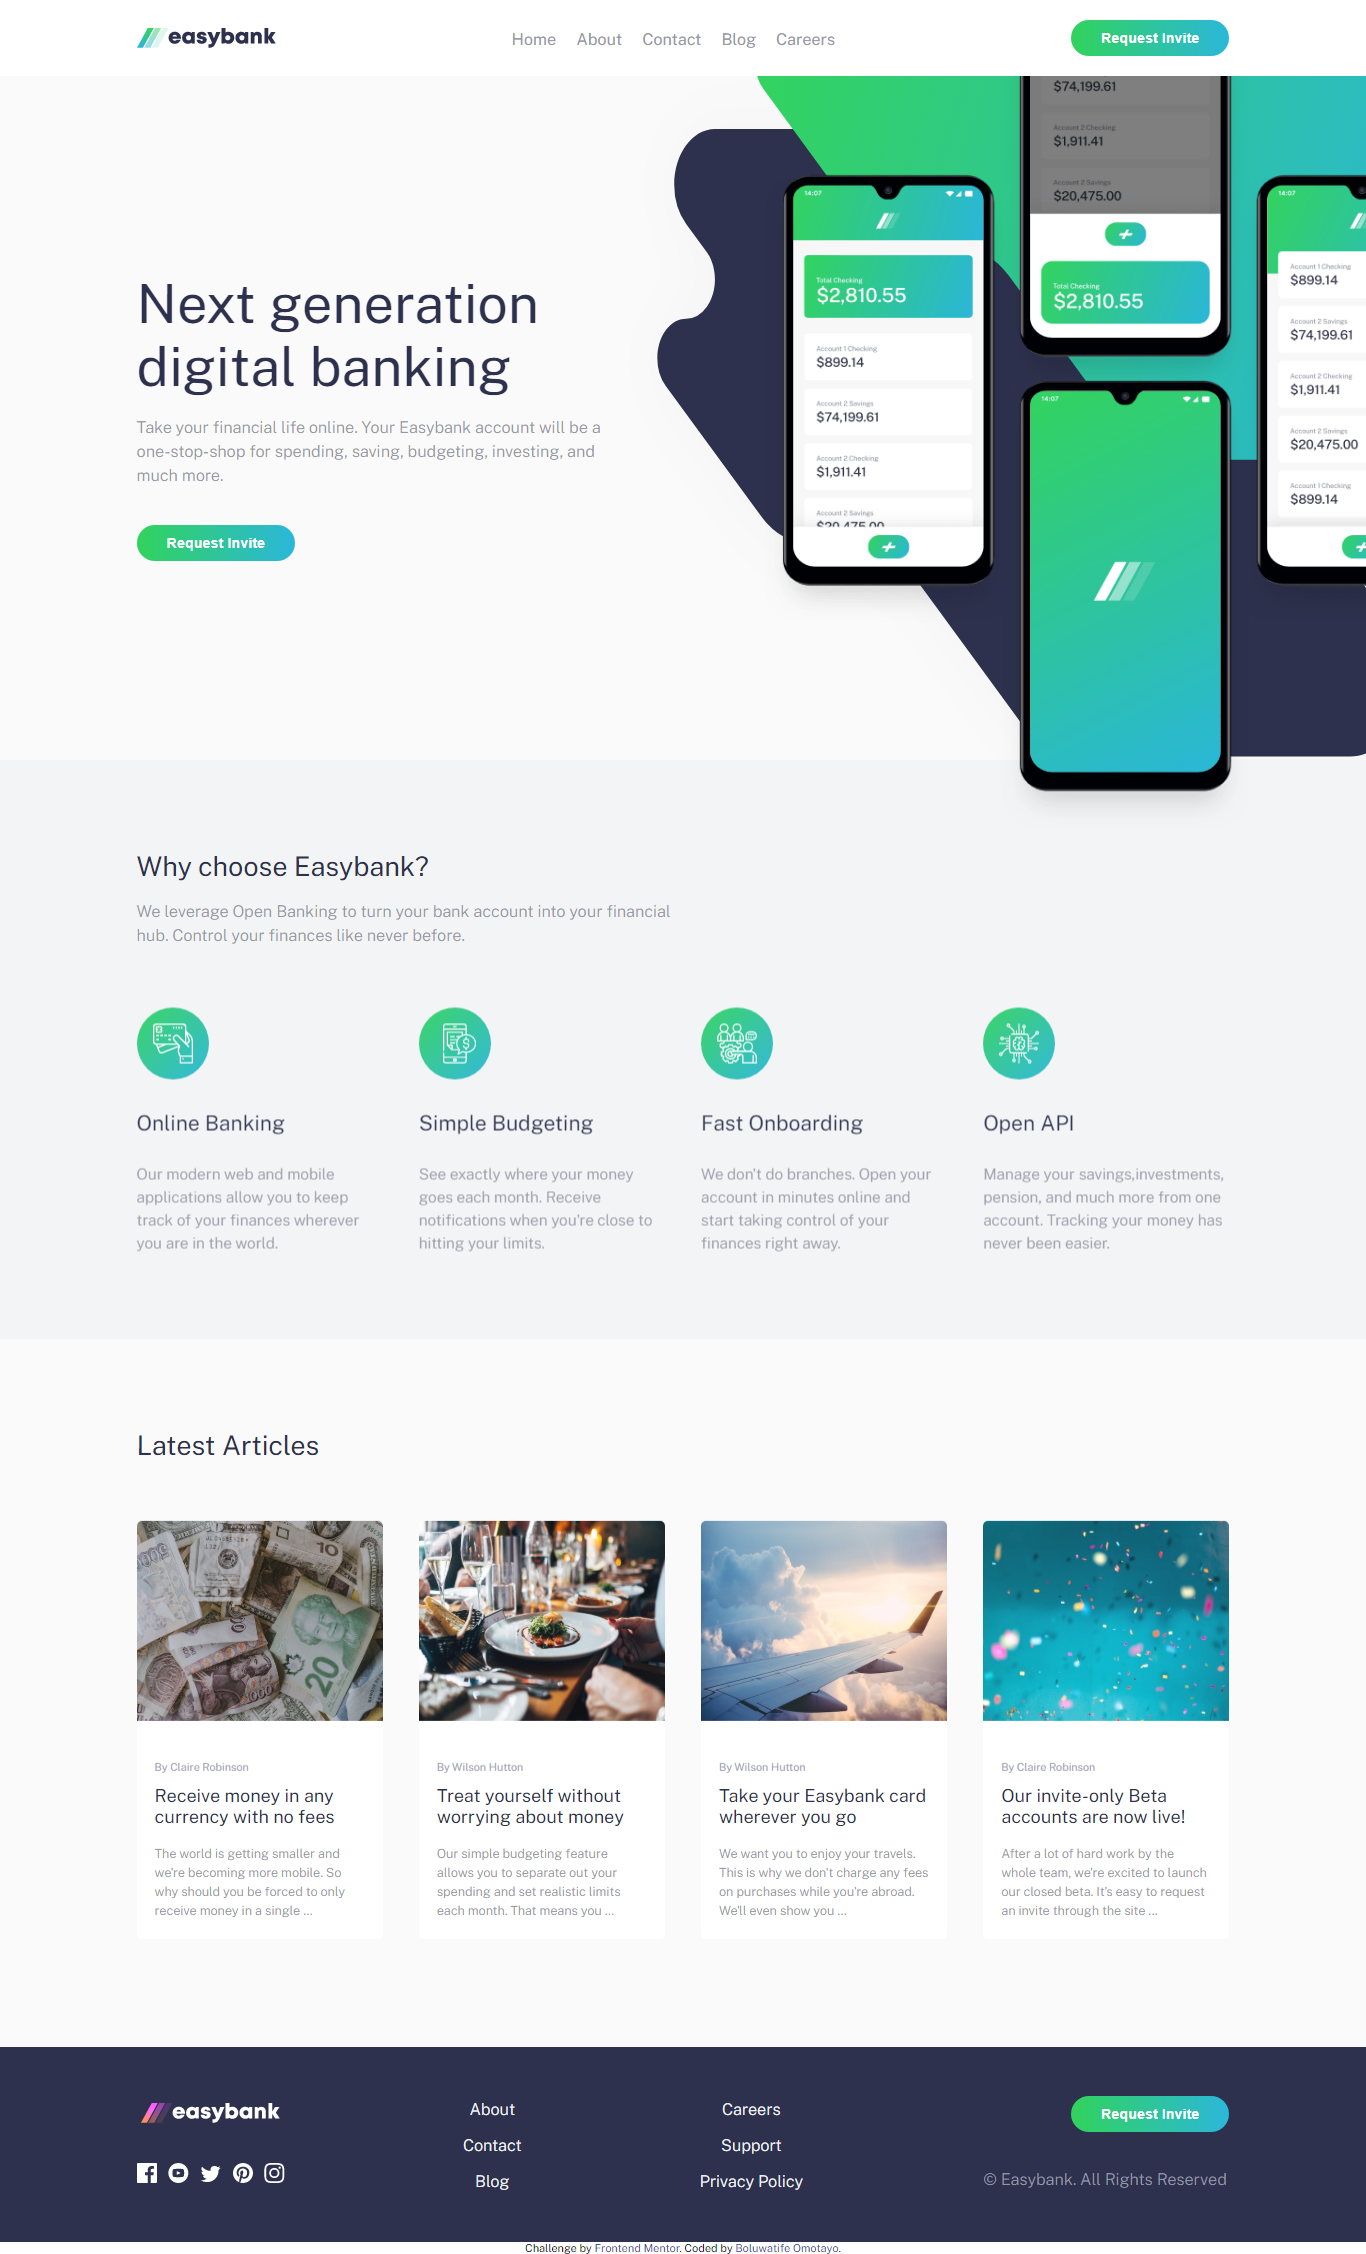 easybank
Home About Contact Blog Careers
Request Invite
Next generation
digital banking
Take your financial life online. Your Easybank account will be a
one-stop-shop for spending, saving, budgeting, investing, and
much more.
Request Invite
14:07
Total Checking
$2,810.55
Account 1 Checking
$899.14
Account 2 Savings
$74,199.61
Account 2 Checking
$1,911.41
Account 2 Savings
$20,475.00
$74,199.61
Account 2 Checking
$1,911.41
Account 2 Savings
$20,475.00
Total Checking
$2,810.55
14:07
14:07
Account 1 Checking
$899.14
Account 2 Savings
$74,199.61
Account 2 Checking
$1,911.41
Account 2 Savings
$20,475.00
Account 1 Checking
$899.14
Why choose Easybank?
We leverage Open Banking to turn your bank account into your financial
hub. Control your finances like never before.
Online Banking
Our modern web and mobile
applications allow you to keep
track of your finances wherever
you are in the world.
Simple Budgeting
See exactly where your money
goes each month. Receive
notifications when you're close to
hitting your limits.
Fast Onboarding
We don't do branches. Open your
account in minutes online and
start taking control of your
finances right away.
Open API
Manage your savings,investments,
pension, and much more from one
account. Tracking your money has
never been easier.
Latest Articles
10
20
1000
By Claire Robinson
Receive money in any
currency with no fees
The world is getting smaller and
we're becoming more mobile. So
why should you be forced to only
receive money in a single ...
By Wilson Hutton
Treat yourself without
worrying about money
Our simple budgeting feature
allows you to separate out your
spending and set realistic limits
each month. That means you ...
By Wilson Hutton
Take your Easybank card
wherever you go
We want you to enjoy your travels.
This is why we don't charge any fees
on purchases while you're abroad.
We'll even show you ...
By Claire Robinson
Our invite-only Beta
accounts are now live!
After a lot of hard work by the
whole team, we're excited to launch
our closed beta. It's easy to request
an invite through the site ...
easybank
About
Contact
Blog
Careers
Support
Privacy Policy
Request Invite
© Easybank. All Rights Reserved
Challenge by Frontend Mentor. Coded by Boluwatife Omotayo.